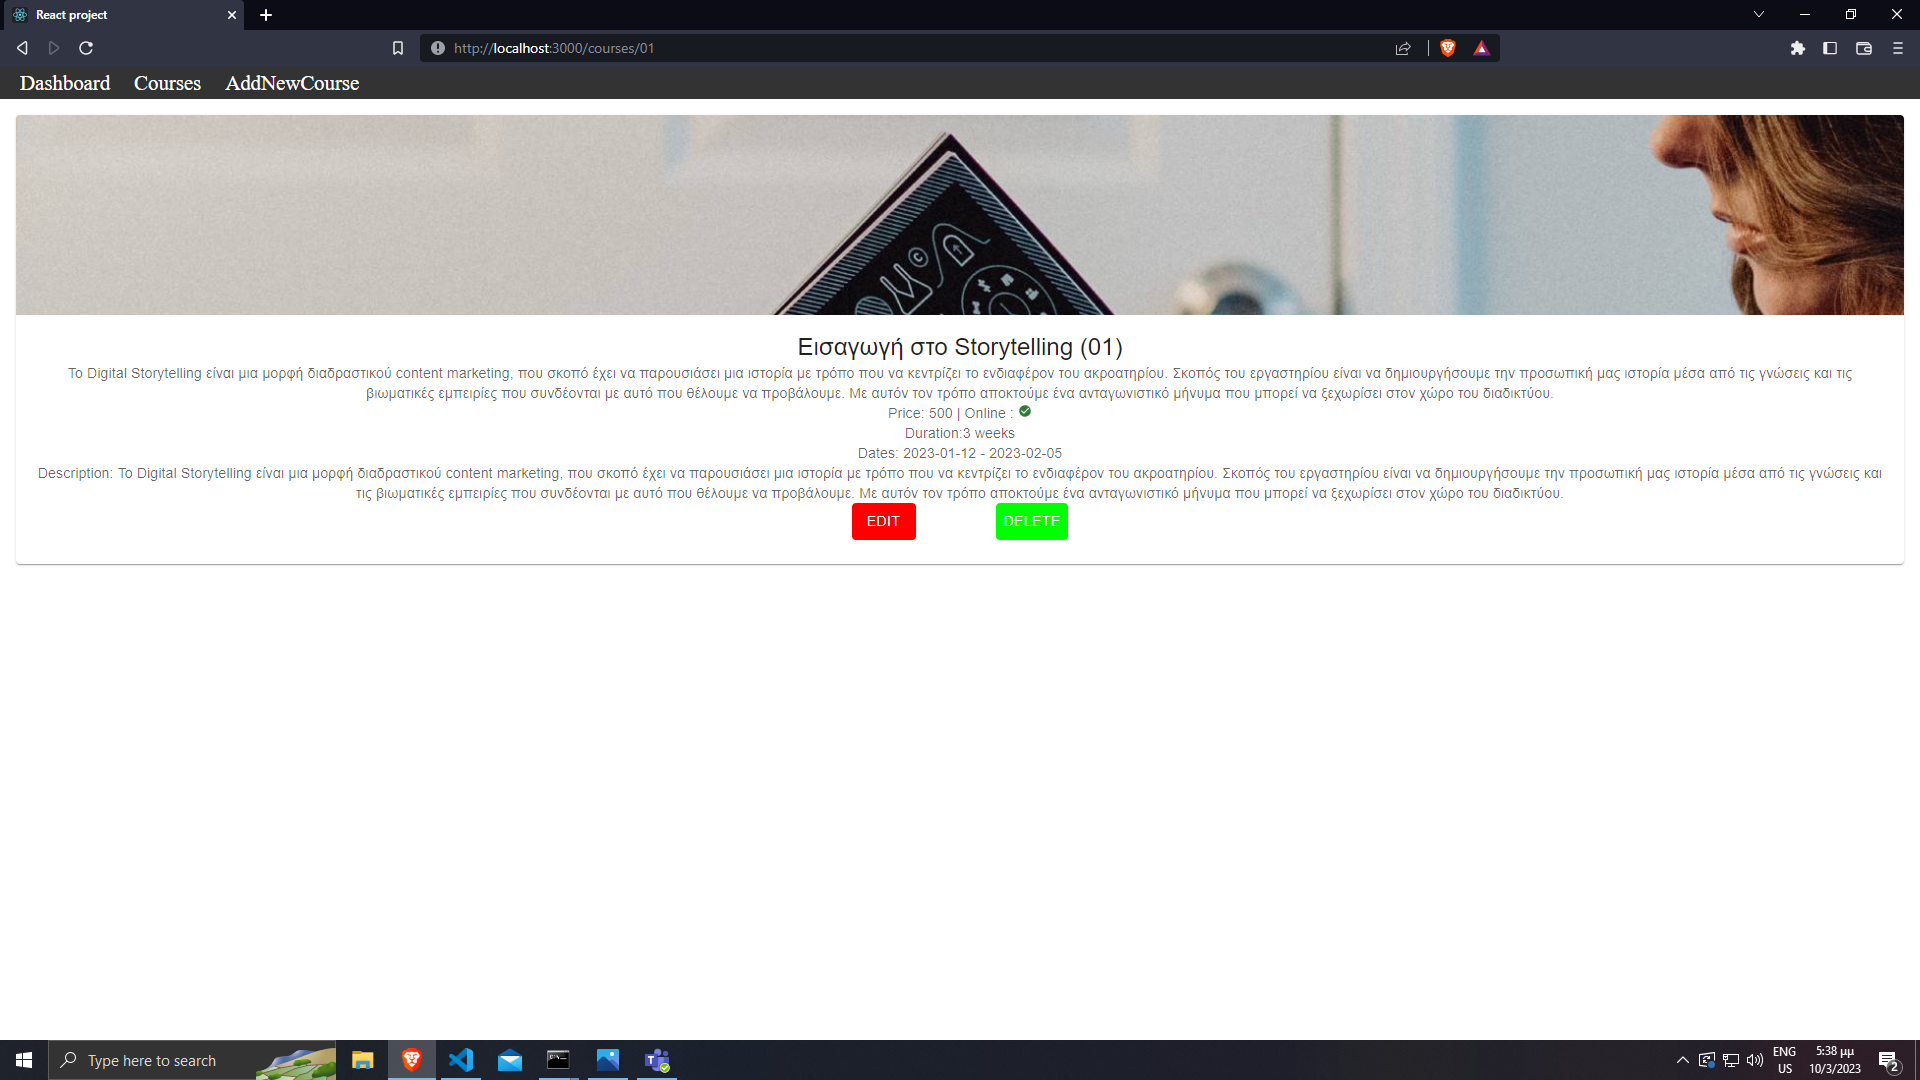 React project
http://localhost:3000/courses/01
Dashboard Courses AddNewCourse
Εισαγωγή στο Storytelling (01)
Το Digital Storytelling είναι μια μορφή διαδραστικού content marketing, που σκοπό έχει να παρουσιάσει μια ιστορία με τρόπο που να κεντρίζει το ενδιαφέρον του ακροατηρίου. Σκοπός του εργαστηρίου είναι να δημιουργήσουμε την προσωπική μας ιστορία μέσα από τις γνώσεις και τις
βιωματικές εμπειρίες που συνδέονται με αυτό που θέλουμε να προβάλουμε. Με αυτόν τον τρόπο αποκτούμε ένα ανταγωνιστικό μήνυμα που μπορεί να ξεχωρίσει στον χώρο του διαδικτύου.
Price: 500 | Online :
Duration:3 weeks
Dates: 2023-01-12 - 2023-02-05
Description: Το Digital Storytelling είναι μια μορφή διαδραστικού content marketing, που σκοπό έχει να παρουσιάσει μια ιστορία με τρόπο που να κεντρίζει το ενδιαφέρον του ακροατηρίου. Σκοπός του εργαστηρίου είναι να δημιουργήσουμε την προσωπική μας ιστορία μέσα από τις γνώσεις και
τις βιωματικές εμπειρίες που συνδέονται με αυτό που θέλουμε να προβάλουμε. Με αυτόν τον τρόπο αποκτούμε ένα ανταγωνιστικό μήνυμα που μπορεί να ξεχωρίσει στον χώρο του διαδικτύου.
EDIT DELETE
Type here to search
ENG
US
5:38 μμ
10/3/2023
2